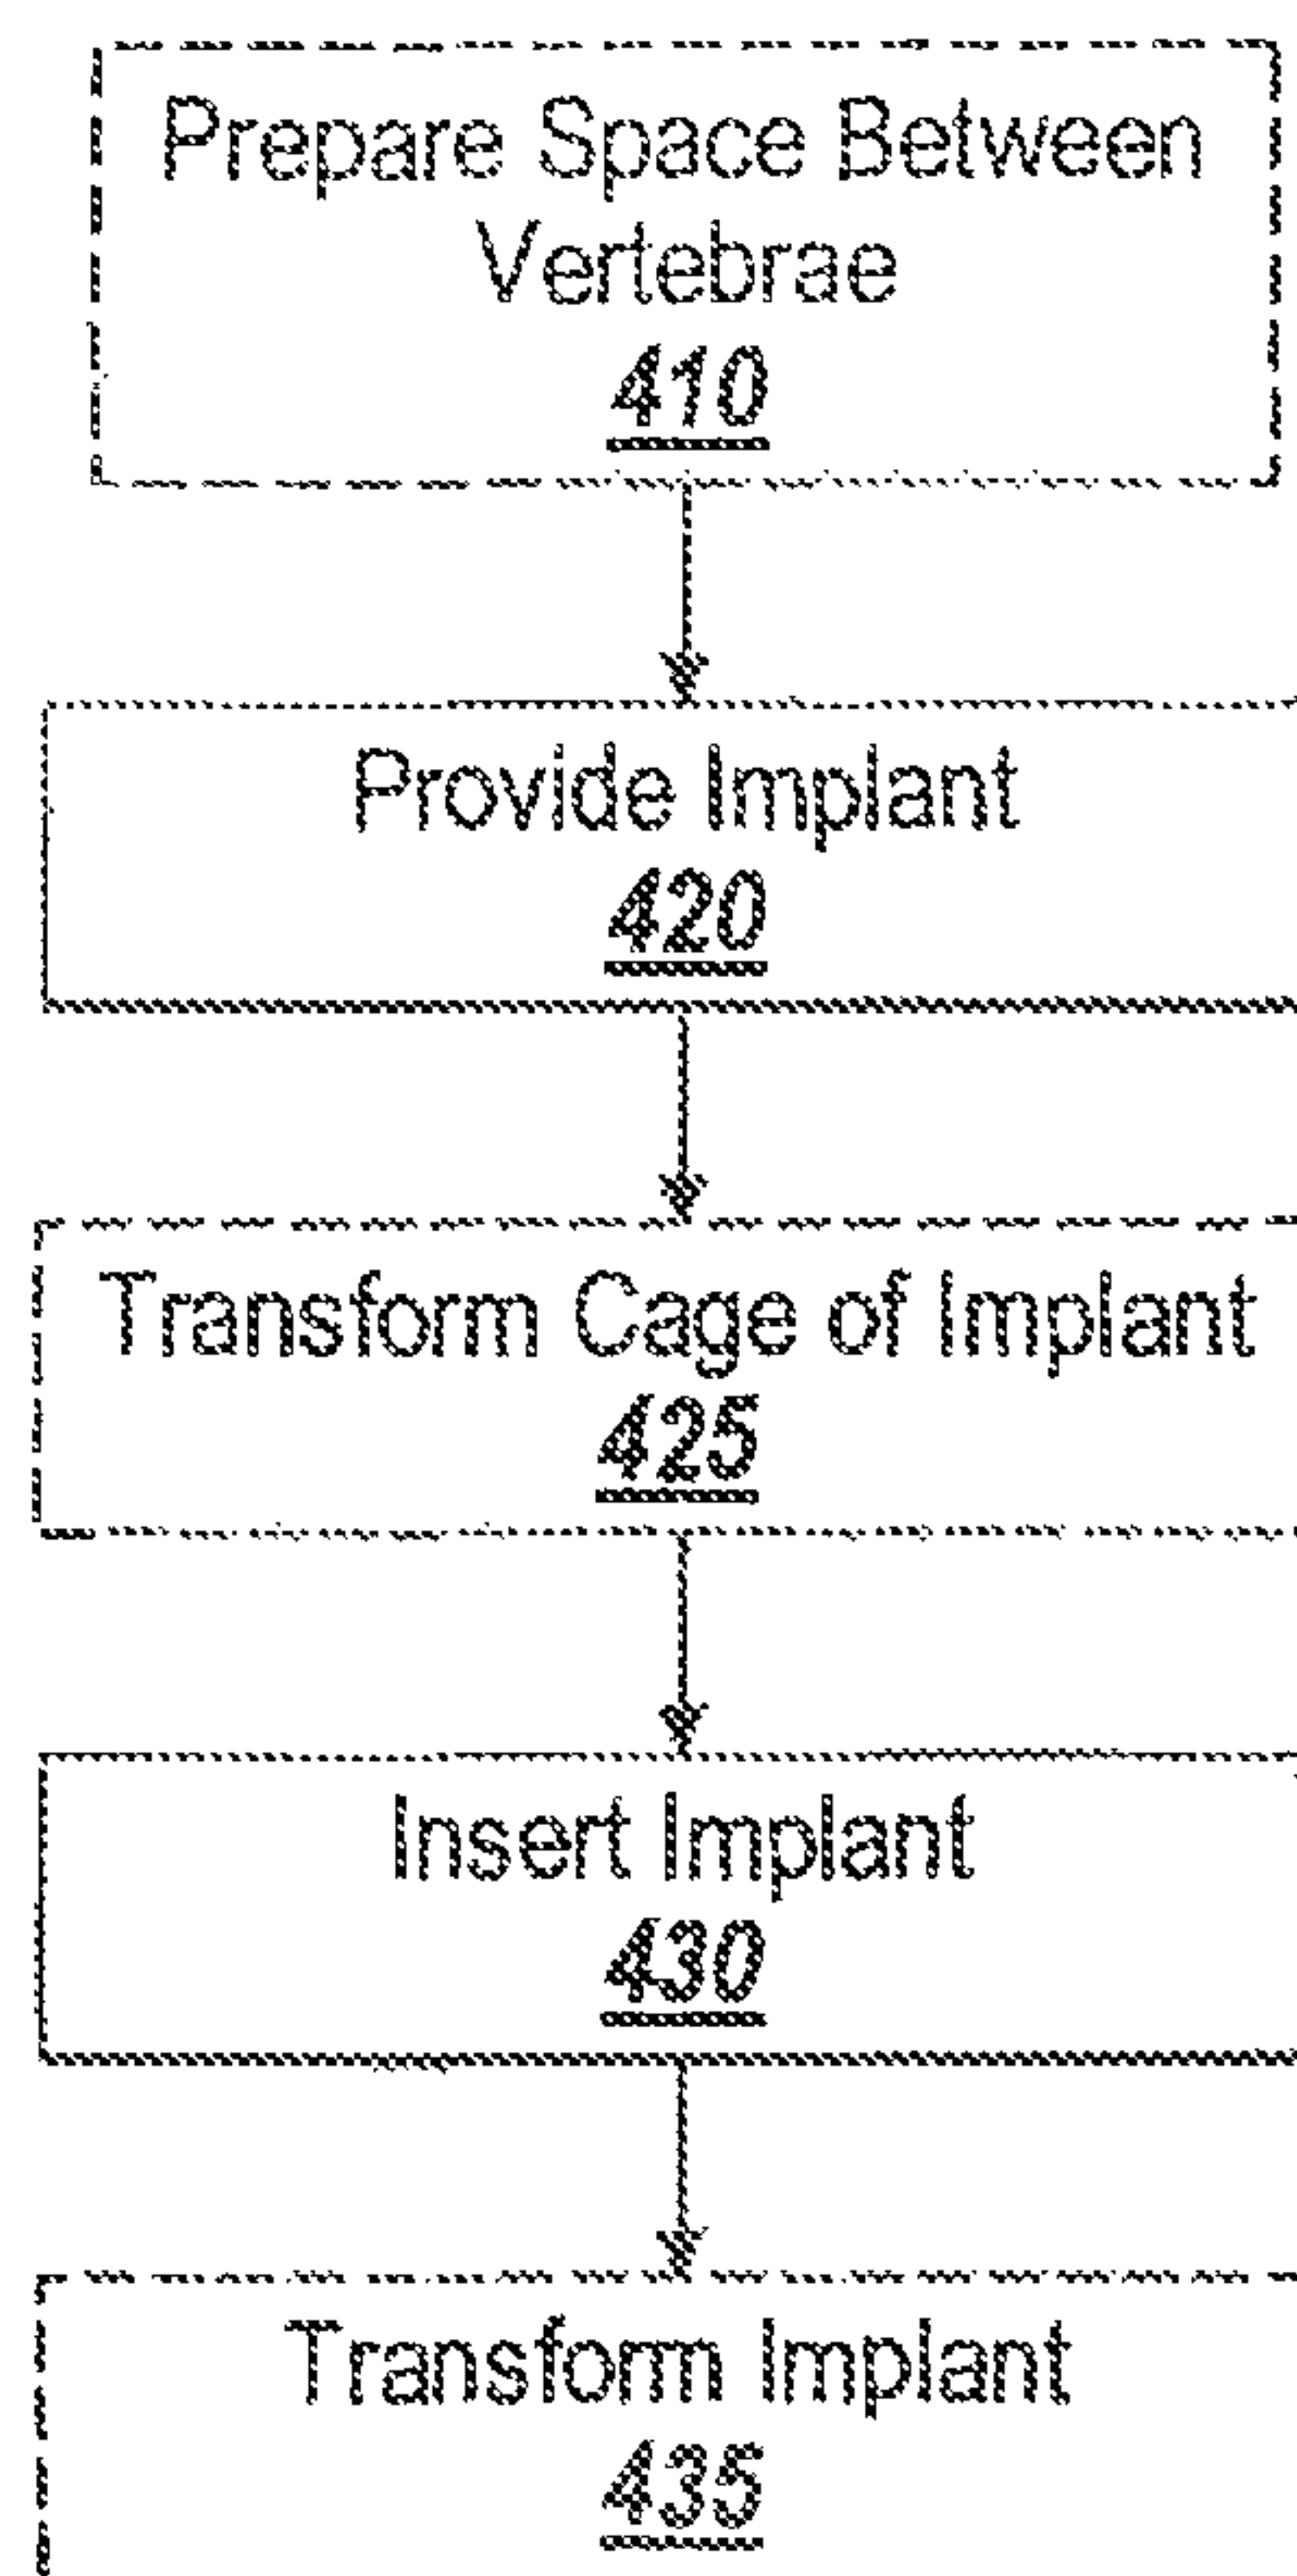 Prepare Space Between
Vertebrae
410
Provide Implant
420
Transform Cage of Implant
425
Insert Implant
430
Transform Implant
435